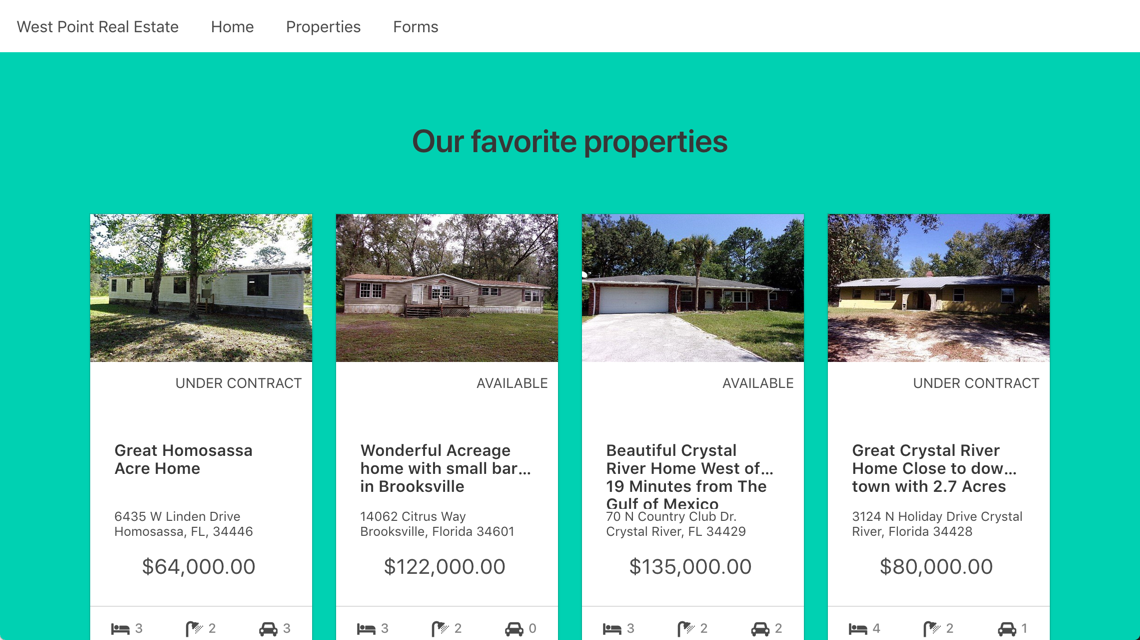 West Point Real Estate Home Properties Forms
Our favorite properties
UNDER CONTRACT
Great Homosassa
Acre Home
6435 W Linden Drive
Homosassa, FL, 34446
$64,000.00
3 2 3
AVAILABLE
Wonderful Acreage
home with small bar...
in Brooksville
14062 Citrus Way
Brooksville, Florida 34601
$122,000.00
3 2 0
AVAILABLE
Beautiful Crystal
River Home West of...
19 Minutes from The
Gulf of Mexico
70 N Country Club Dr.
Crystal River, FL 34429
$135,000.00
3 2 2
UNDER CONTRACT
Great Crystal River
Home Close to dow...
town with 2.7 Acres
3124 N Holiday Drive Crystal
River, Florida 34428
$80,000.00
4 2 1